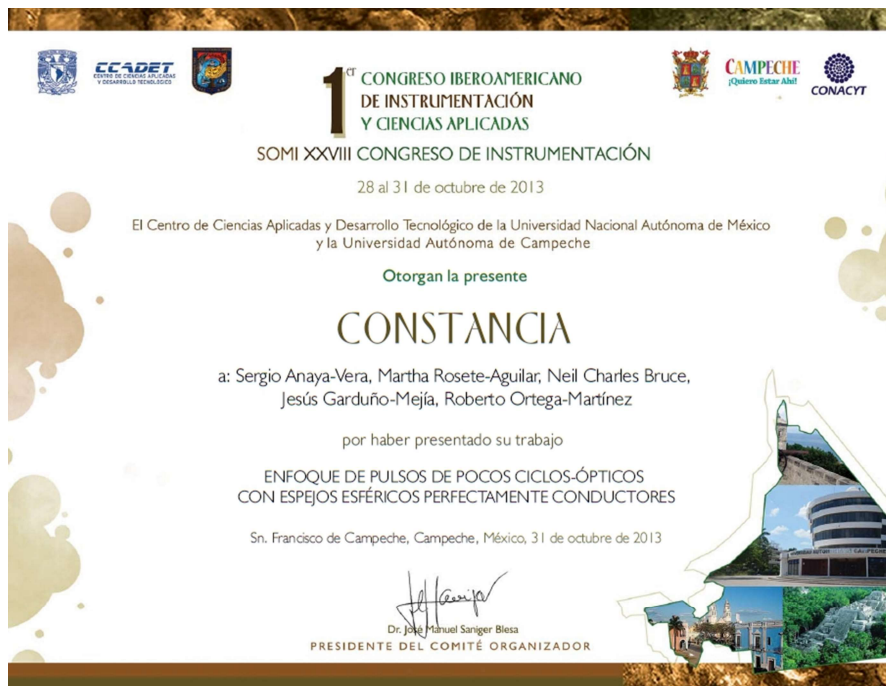 CCADET
CENTRO DE CIENCIAS APLICADAS
Y DESARROLLO TECNOLÓGICO
1er CONGRESO IBEROAMERICANO
DE INSTRUMENTACIÓN
Y CIENCIAS APLICADAS
CAMPECHE
¡Quiero Estar Ahí!
CONACYT
SOMI XXVIII CONGRESO DE INSTRUMENTACIÓN
28 al 31 de octubre de 2013
El Centro de Ciencias Aplicadas y Desarrollo Tecnológico de la Universidad Nacional Autónoma de México
y la Universidad Autónoma de Campeche
Otorgan la presente
CONSTANCIA
a: Sergio Anaya-Vera, Martha Rosete-Aguilar, Neil Charles Bruce,
Jesús Garduño-Mejía, Roberto Ortega-Martínez
por haber presentado su trabajo
ENFOQUE DE PULSOS DE POCOS CICLOS-ÓPTICOS
CON ESPEJOS ESFÉRICOS PERFECTAMENTE CONDUCTORES
Sn. Francisco de Campeche, Campeche, México, 31 de octubre de 2013
Dr. José Manuel Saniger Blesa
PRESIDENTE DEL COMITÉ ORGANIZADOR